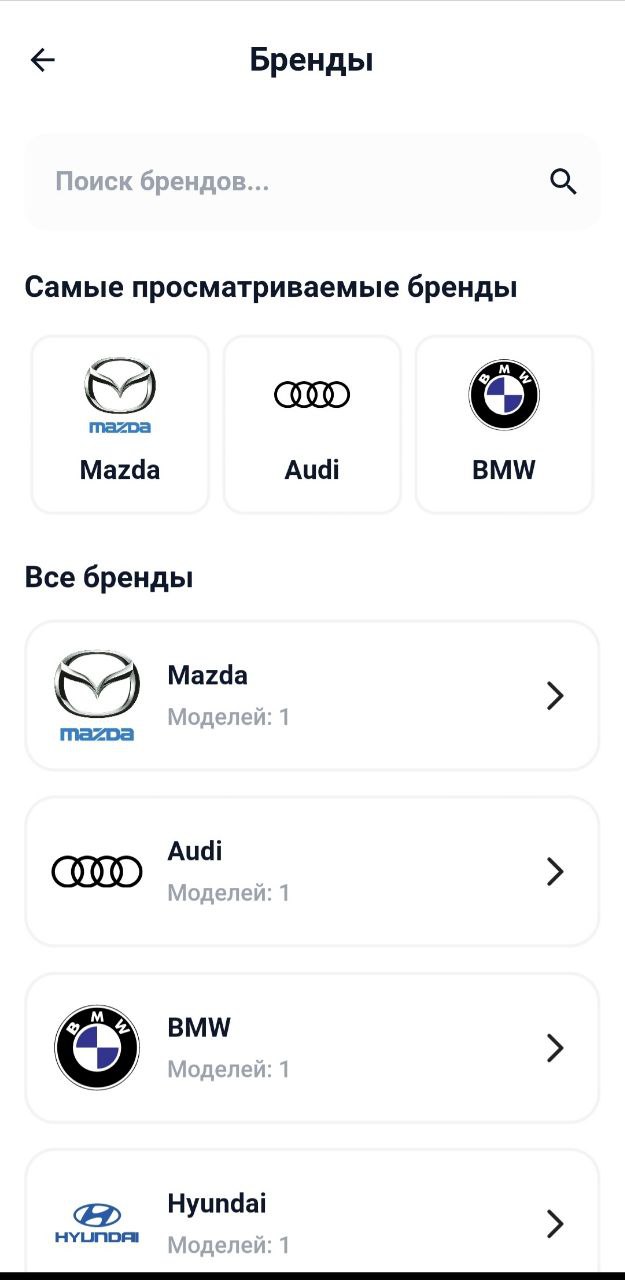 Бренды
Поиск брендов...
Самые просматриваемые бренды
mazda
BMW
Mazda
Audi
BMW
Все бренды
Mazda
mazda
Моделей: 1
Audi
Моделей: 1
BMW
BMW
Моделей: 1
Hyundai
HYUNDAI
Моделей: 1